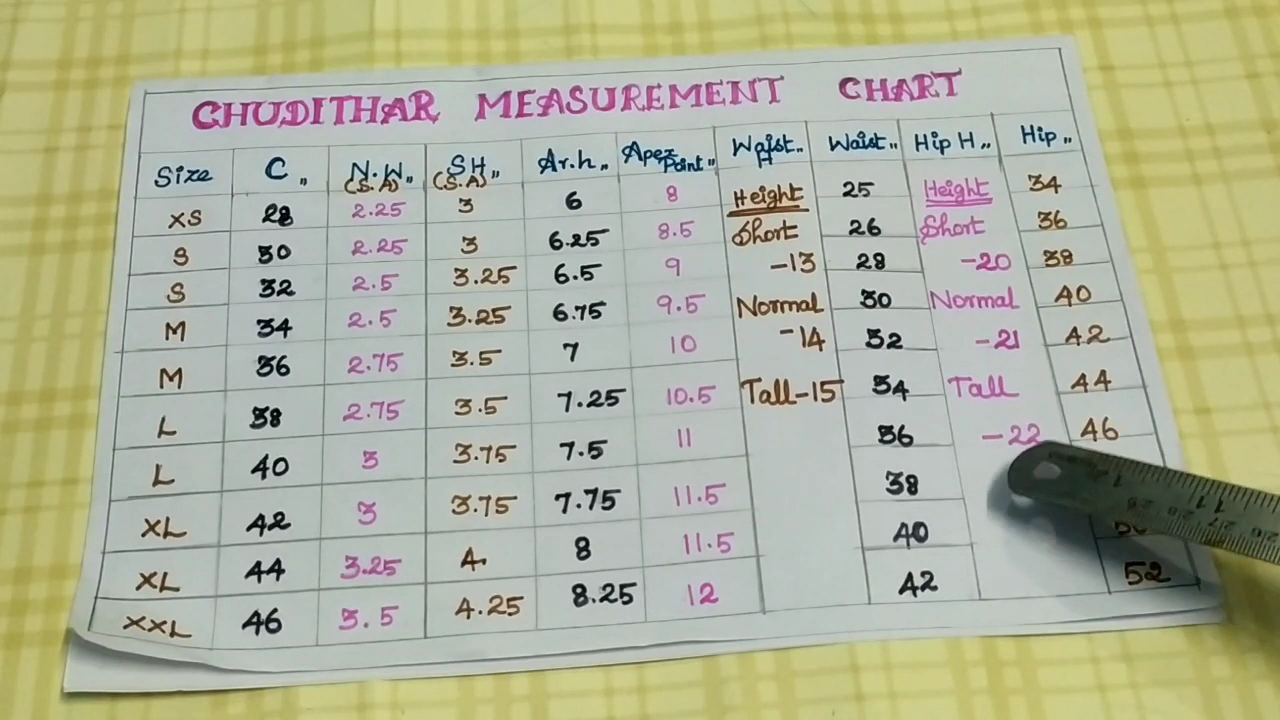 CHUDITHAR MEASUREMENT CHART
Size C " N.W." (S.A) SH" (S.A) Ar.h" Apex Point" Waist" H Waist" Hip H" Hip"
XS 28 2.25 3 6 8 Height 25 Height 34
S 30 2.25 3 6.25 8.5 Short 26 Short 36
S 32 2.5 3.25 6.5 9 -13 28 -20 38
M 34 2.5 3.25 6.75 9.5 Normal 30 Normal 40
M 36 2.75 3.5 7 10 -14 32 -21 42
L 38 2.75 3.5 7.25 10.5 Tall-15 34 Tall 44
L 40 3 3.75 7.5 11 36 -22 46
XL 42 3 3.75 7.75 11.5 38
XL 44 3.25 4. 8 11.5 40
XXL 46 3.5 4.25 8.25 12 42 52